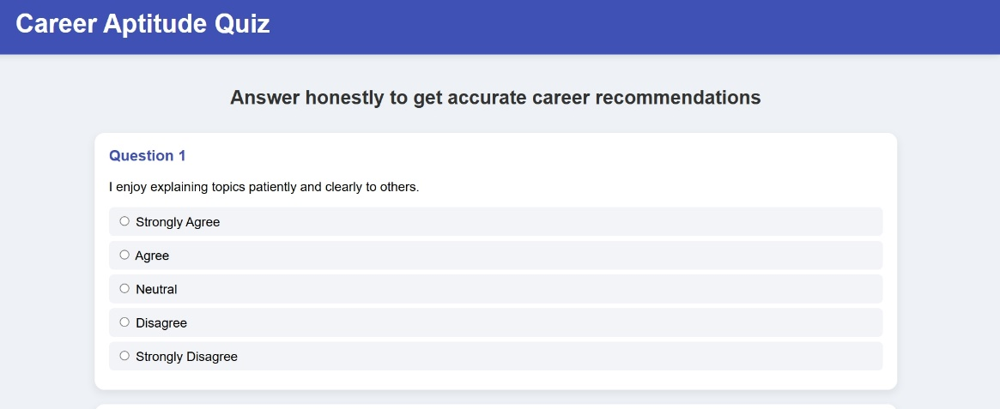 Career Aptitude Quiz
Answer honestly to get accurate career recommendations
Question 1
I enjoy explaining topics patiently and clearly to others.
Strongly Agree
Agree
Neutral
Disagree
Strongly Disagree